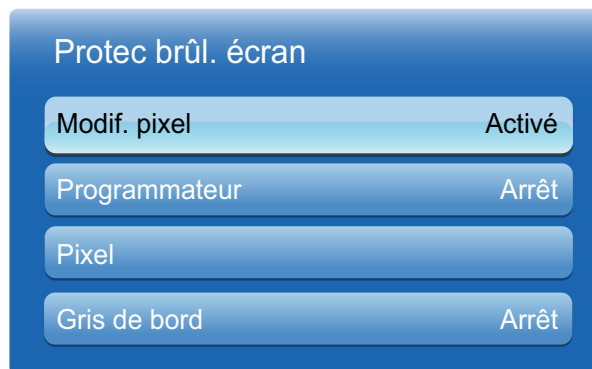 Protec brûl. écran
Modif. pixel Activé
Programmateur Arrêt
Pixel
Gris de bord Arrêt